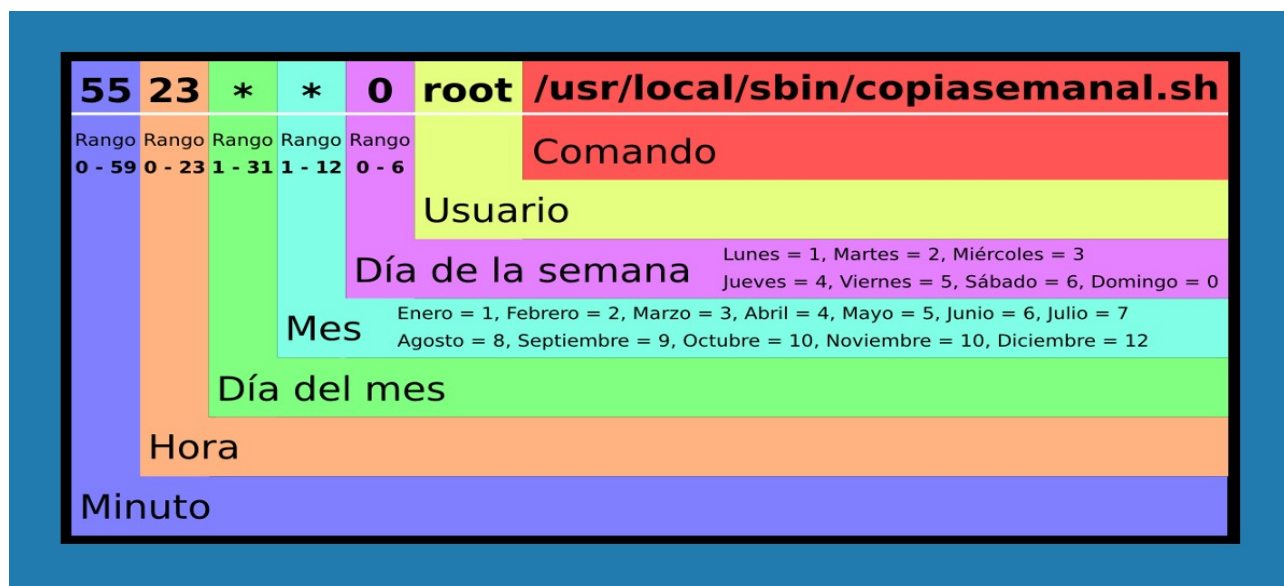 55 23 * * 0 root /usr/local/sbin/copiasemanal.sh
Rango Rango Rango Rango Rango
0 - 59 0 - 23 1 - 31 1 - 12 0 - 6
Comando
Usuario
Día de la semana
Lunes = 1, Martes = 2, Miércoles = 3
Jueves = 4, Viernes = 5, Sábado = 6, Domingo = 0
Mes
Enero = 1, Febrero = 2, Marzo = 3, Abril = 4, Mayo = 5, Junio = 6, Julio = 7
Agosto = 8, Septiembre = 9, Octubre = 10, Noviembre = 10, Diciembre = 12
Día del mes
Hora
Minuto